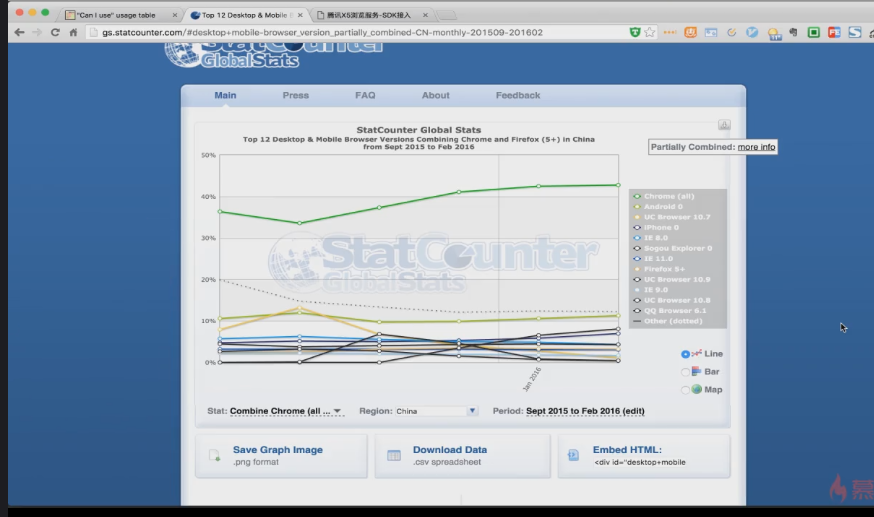 "Can I use" usage table
Top 12 Desktop & Mobile
腾讯X5浏览服务-SDK接入
gs.statcounter.com/#desktop+mobile-browser_version_partially_combined-CN-monthly-201509-201602
StatCounter
GlobalStats
Main Press FAQ About Feedback
StatCounter Global Stats
Top 12 Desktop & Mobile Browser Versions Combining Chrome and Firefox (5+) in China
from Sept 2015 to Feb 2016
Partially Combined: more info
50%
40%
30%
20%
10%
0%
StatCounter
GlobalStats
Chrome (all)
Android 0
UC Browser 10.7
iPhone 0
IE 8.0
Sogou Explorer 0
IE 11.0
Firefox 5+
UC Browser 10.9
IE 9.0
UC Browser 10.8
QQ Browser 6.1
Other (dotted)
Jan 2016
Line
Bar
Map
Stat: Combine Chrome (all ... Region: China Period: Sept 2015 to Feb 2016 (edit)
Save Graph Image
.png format
Download Data
.csv spreadsheet
Embed HTML:
<div id="desktop+mobile